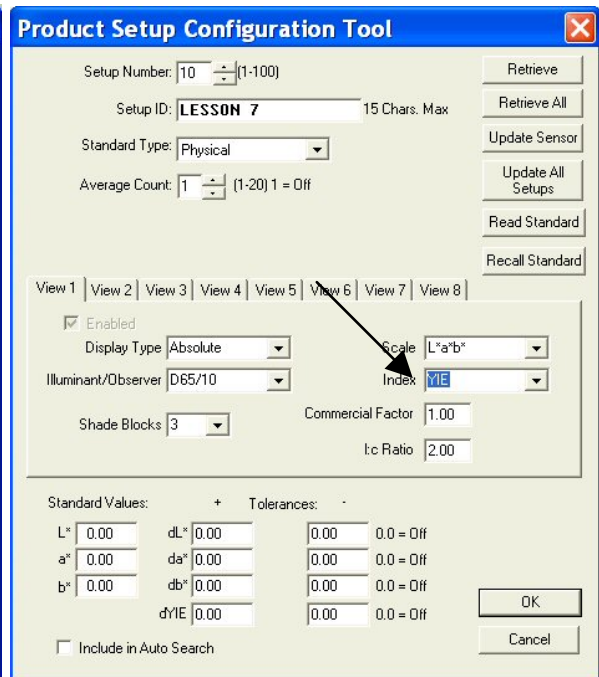 Product Setup Configuration Tool
Setup Number: 10 (1-100)
Retrieve
Setup ID: LESSON 7 15 Chars. Max
Retrieve All
Standard Type: Physical
Update Sensor
Average Count: 1 (1-20) 1 = Off
Update All
Setups
Read Standard
Recall Standard
View 1 View 2 View 3 View 4 View 5 View 6 View 7 View 8
Enabled
Display Type Absolute Scale L*a*b*
Illuminant/Observer D65/10 Index YIE
Shade Blocks 3 Commercial Factor 1.00
l:c Ratio 2.00
Standard Values: + Tolerances: -
L* 0.00 dL* 0.00 0.00 0.0 = Off
a* 0.00 da* 0.00 0.00 0.0 = Off
b* 0.00 db* 0.00 0.00 0.0 = Off
dYIE 0.00 0.00 0.0 = Off
OK
Include in Auto Search
Cancel